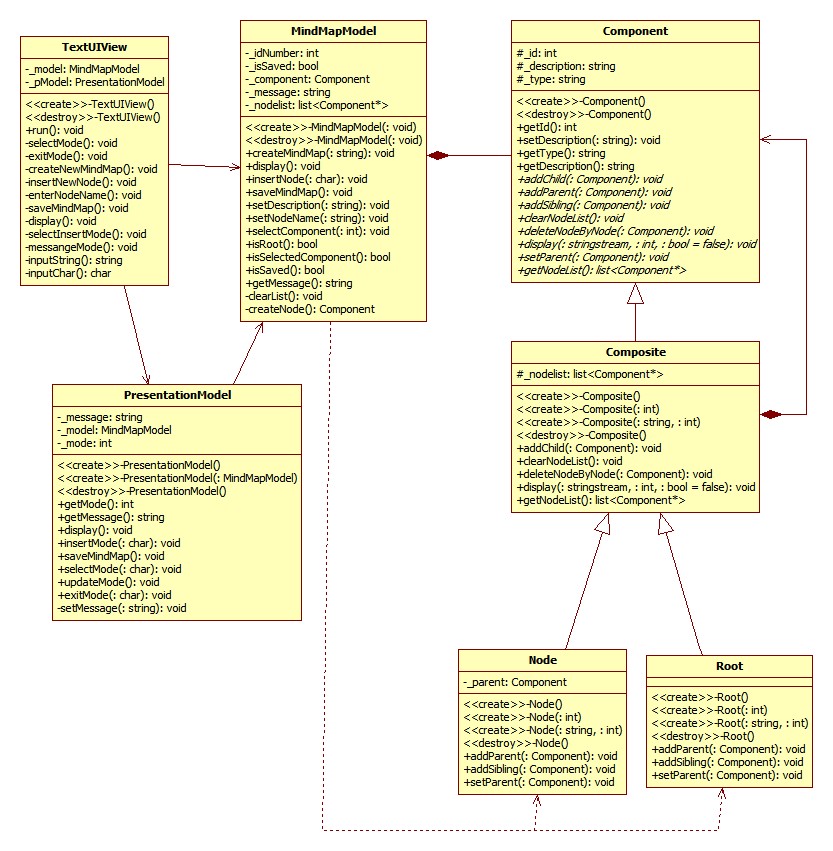 TextUIView
-_model: MindMapModel
-_pModel: PresentationModel
<<create>>-TextUIView()
<<destroy>>-TextUIView()
+run(): void
-selectMode(): void
-exitMode(): void
-createNewMindMap(): void
-insertNewNode(): void
-enterNodeName(): void
-saveMindMap(): void
-display(): void
-selectInsertMode(): void
-messangeMode(): void
-inputString(): string
-inputChar(): char
MindMapModel
-_idNumber: int
-_isSaved: bool
-_component: Component
-_message: string
-_nodelist: list<Component*>
<<create>>-MindMapModel(: void)
<<destroy>>-MindMapModel(: void)
+createMindMap(: string): void
+display(): void
+insertNode(: char): void
+saveMindMap(): void
+setDescription(: string): void
+setNodeName(: string): void
+selectComponent(: int): void
+isRoot(): bool
+isSelectedComponent(): bool
+isSaved(): bool
+getMessage(): string
-clearList(): void
-createNode(): Component
Component
#_id: int
#_description: string
#_type: string
<<create>>-Component()
<<destroy>>-Component()
+getId(): int
+setDescription(: string): void
+getType(): string
+getDescription(): string
+addChild(: Component): void
+addParent(: Component): void
+addSibling(: Component): void
+clearNodeList(): void
+deleteNodeByNode(: Component): void
+display(: stringstream, : int, : bool = false): void
+setParent(: Component): void
+getNodeList(): list<Component*>
Composite
#_nodelist: list<Component*>
<<create>>-Composite()
<<create>>-Composite(: int)
<<create>>-Composite(: string, : int)
<<destroy>>-Composite()
+addChild(: Component): void
+clearNodeList(): void
+deleteNodeByNode(: Component): void
+display(: stringstream, : int, : bool = false): void
+getNodeList(): list<Component*>
PresentationModel
-_message: string
-_model: MindMapModel
-_mode: int
<<create>>-PresentationModel()
<<create>>-PresentationModel(: MindMapModel)
<<destroy>>-PresentationModel()
+getMode(): int
+getMessage(): string
+display(): void
+insertMode(: char): void
+saveMindMap(): void
+selectMode(: char): void
+updateMode(): void
+exitMode(: char): void
-setMessage(: string): void
Node
-_parent: Component
<<create>>-Node()
<<create>>-Node(: int)
<<create>>-Node(: string, : int)
<<destroy>>-Node()
+addParent(: Component): void
+addSibling(: Component): void
+setParent(: Component): void
Root
<<create>>-Root()
<<create>>-Root(: int)
<<create>>-Root(: string, : int)
<<destroy>>-Root()
+addParent(: Component): void
+addSibling(: Component): void
+setParent(: Component): void